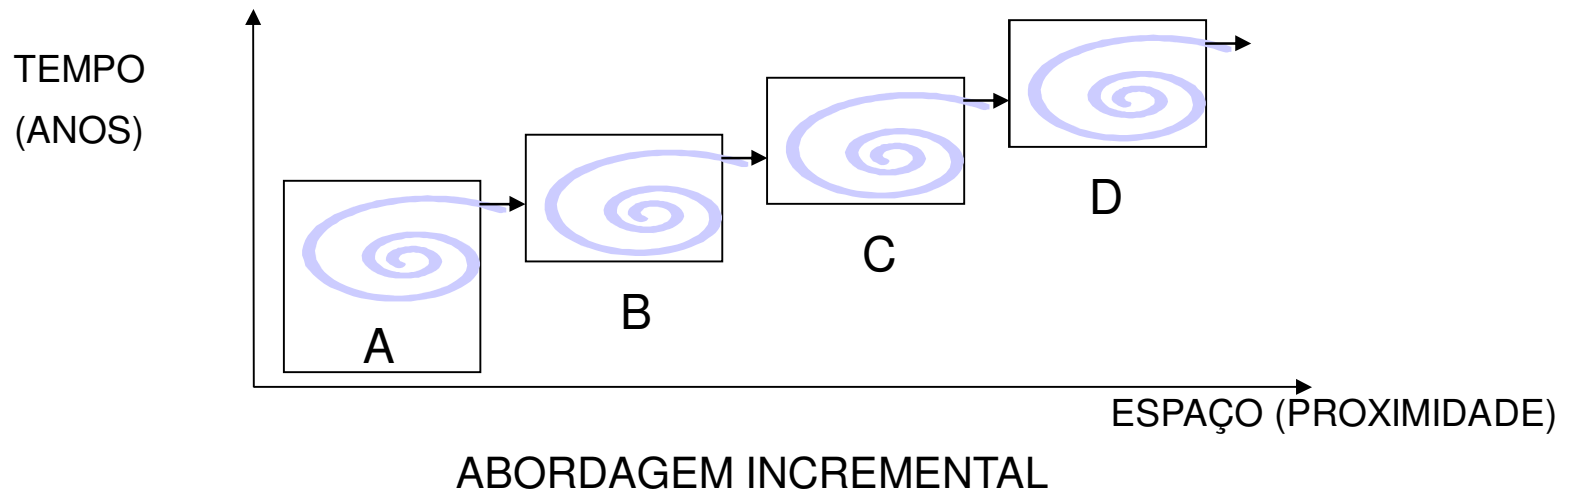 TEMPO
(ANOS)
A
B
C
D
ESPAÇO (PROXIMIDADE)
ABORDAGEM INCREMENTAL